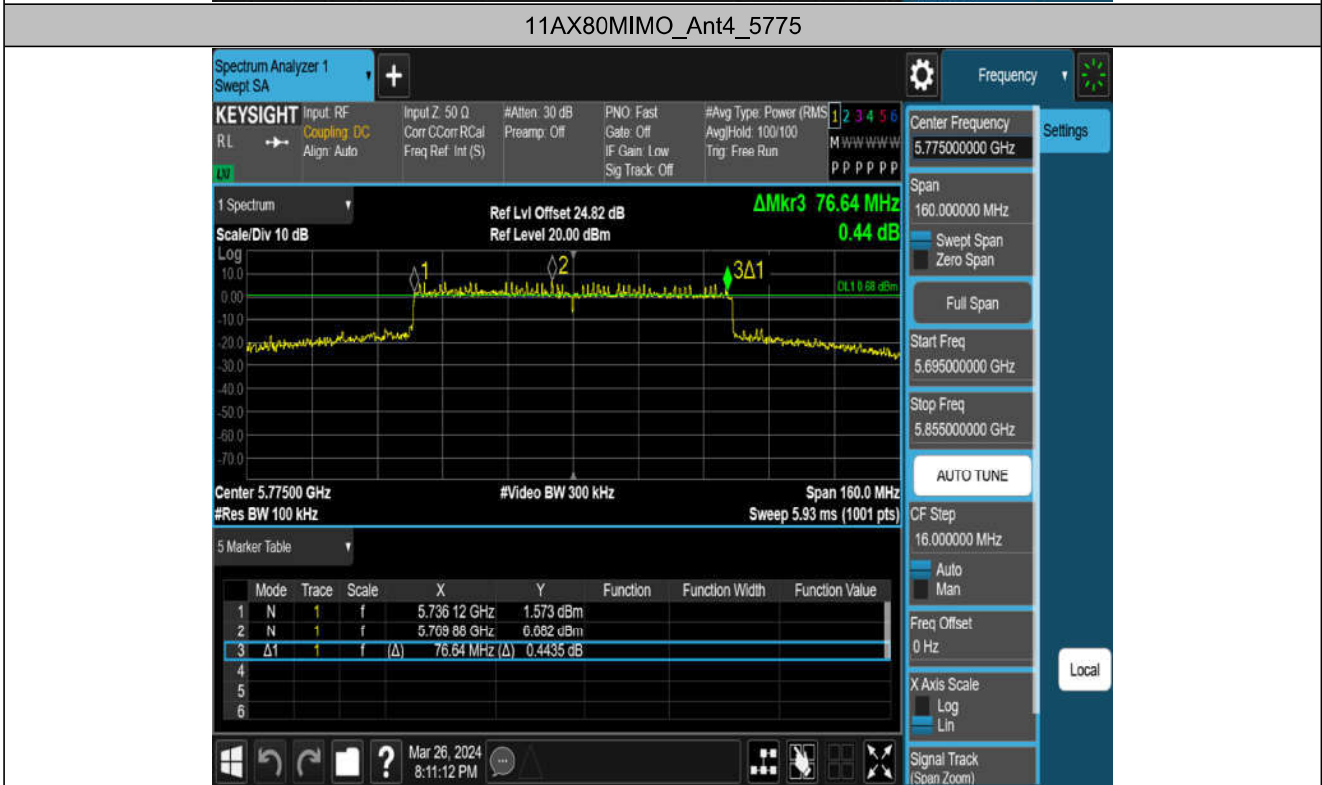 11AX80MIMO_Ant4_5775
Spectrum Analyzer 1
Swept SA
+
Frequency
KEYSIGHT
RL
LXI
Input: RF
Coupling: DC
Align: Auto
Input Z: 50 Ω
Corr CCorr RCal
Freq Ref: Int (S)
#Atten: 30 dB
Preamp: Off
PNO: Fast
Gate: Off
IF Gain: Low
Sig Track: Off
#Avg Type: Power (RMS
Avg|Hold: 100/100
Trig: Free Run
1 2 3 4 5 6
M W W W W W
P P P P P P
Center Frequency
5.775000000 GHz
Settings
1 Spectrum
Scale/Div 10 dB
Ref Lvl Offset 24.82 dB
Ref Level 20.00 dBm
ΔMkr3 76.64 MHz
0.44 dB
Log
10.0
0.00
-10.0
-20.0
-30.0
-40.0
-50.0
-60.0
-70.0
1
2
3Δ1
DL1 0.68 dBm
Center 5.77500 GHz
#Res BW 100 kHz
#Video BW 300 kHz
Span 160.0 MHz
Sweep 5.93 ms (1001 pts)
Span
160.000000 MHz
Swept Span
Zero Span
Full Span
Start Freq
5.695000000 GHz
Stop Freq
5.855000000 GHz
AUTO TUNE
CF Step
16.000000 MHz
Auto
Man
Freq Offset
0 Hz
X Axis Scale
Log
Lin
Signal Track
(Span Zoom)
Local
5 Marker Table
Mode Trace Scale X Y Function Function Width Function Value
1 N 1 f 5.736 12 GHz 1.573 dBm
2 N 1 f 5.769 88 GHz 6.082 dBm
3 Δ1 1 f (Δ) 76.64 MHz (Δ) 0.4435 dB
4
5
6
?
Mar 26, 2024
8:11:12 PM